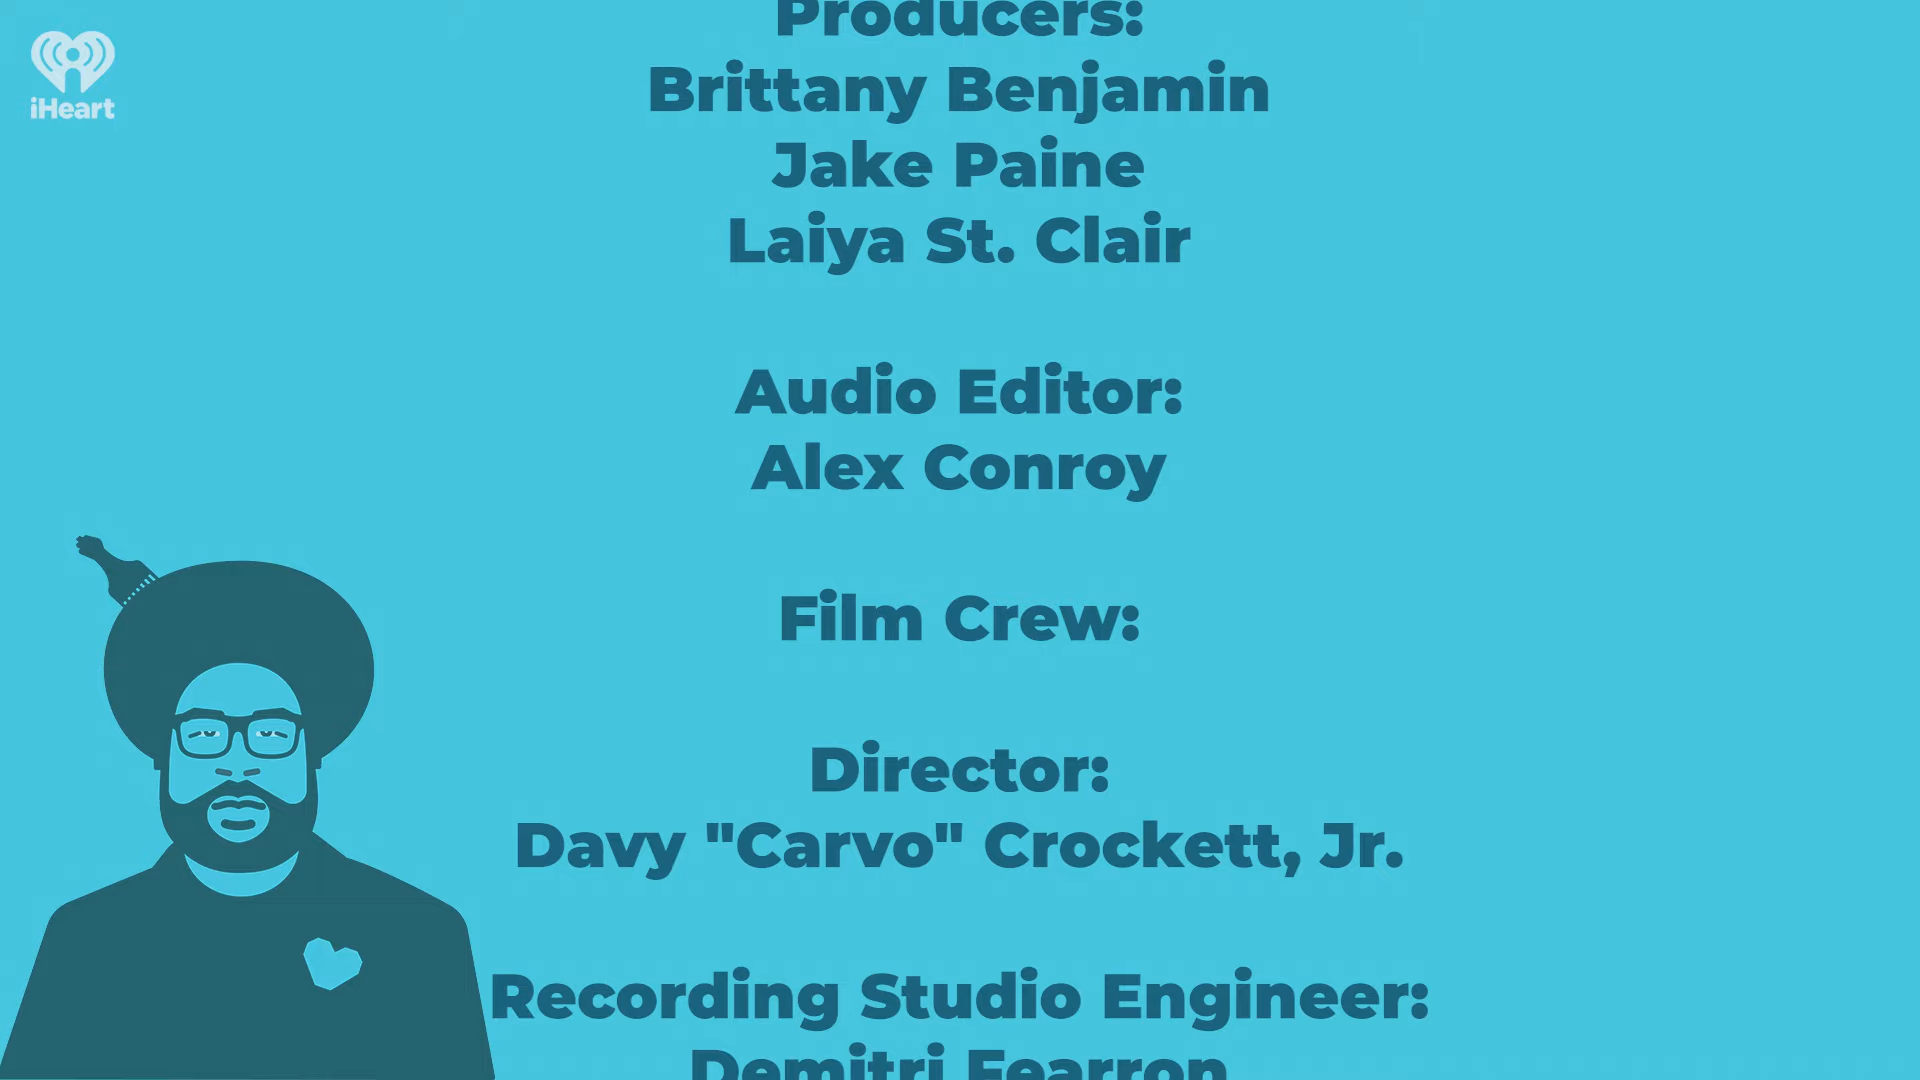 iHeart
Producers:
Brittany Benjamin
Jake Paine
Laiya St. Clair
Audio Editor:
Alex Conroy
Film Crew:
Director:
Davy "Carvo" Crockett, Jr.
Recording Studio Engineer:
Demitri Fearron